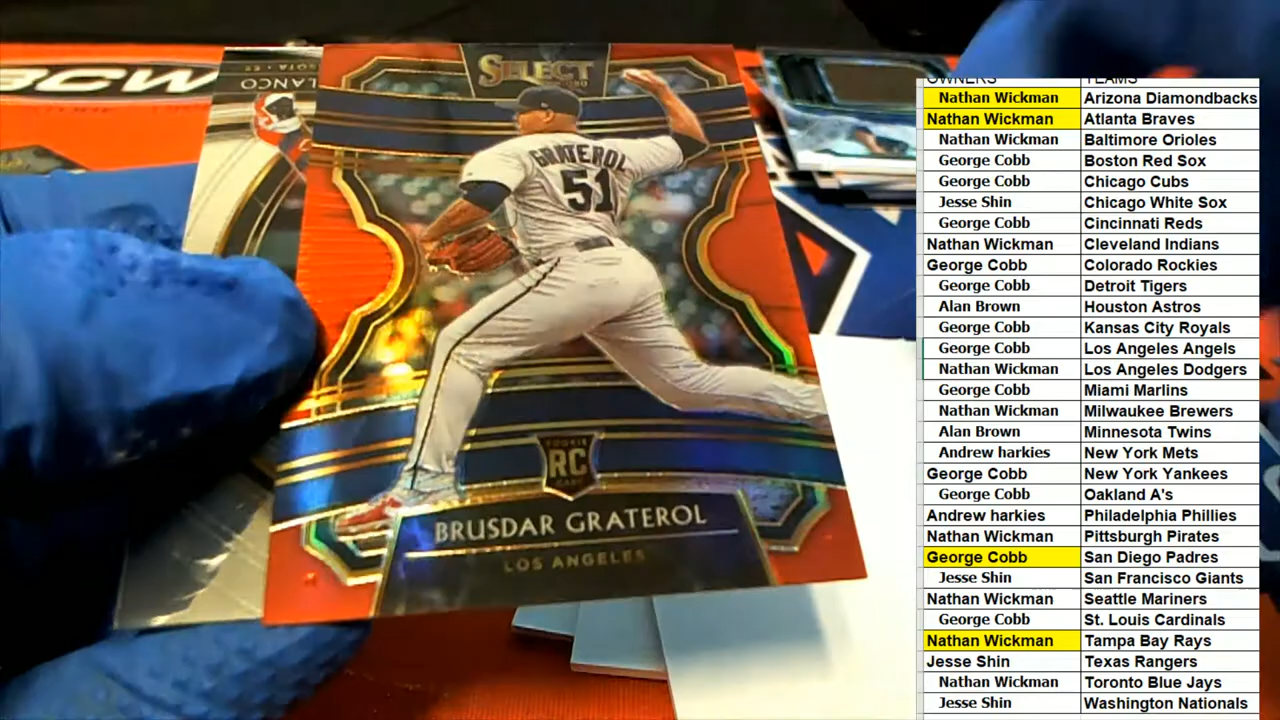 BCW
LANCO
SELECT
GRATEROL
51
ROOKIE
RC
CARD
BRUSDAR GRATEROL
LOS ANGELES
OWNERS TEAMS
Nathan Wickman Arizona Diamondbacks
Nathan Wickman Atlanta Braves
Nathan Wickman Baltimore Orioles
George Cobb Boston Red Sox
George Cobb Chicago Cubs
Jesse Shin Chicago White Sox
George Cobb Cincinnati Reds
Nathan Wickman Cleveland Indians
George Cobb Colorado Rockies
George Cobb Detroit Tigers
Alan Brown Houston Astros
George Cobb Kansas City Royals
George Cobb Los Angeles Angels
Nathan Wickman Los Angeles Dodgers
George Cobb Miami Marlins
Nathan Wickman Milwaukee Brewers
Alan Brown Minnesota Twins
Andrew harkies New York Mets
George Cobb New York Yankees
George Cobb Oakland A's
Andrew harkies Philadelphia Phillies
Nathan Wickman Pittsburgh Pirates
George Cobb San Diego Padres
Jesse Shin San Francisco Giants
Nathan Wickman Seattle Mariners
George Cobb St. Louis Cardinals
Nathan Wickman Tampa Bay Rays
Jesse Shin Texas Rangers
Nathan Wickman Toronto Blue Jays
Jesse Shin Washington Nationals